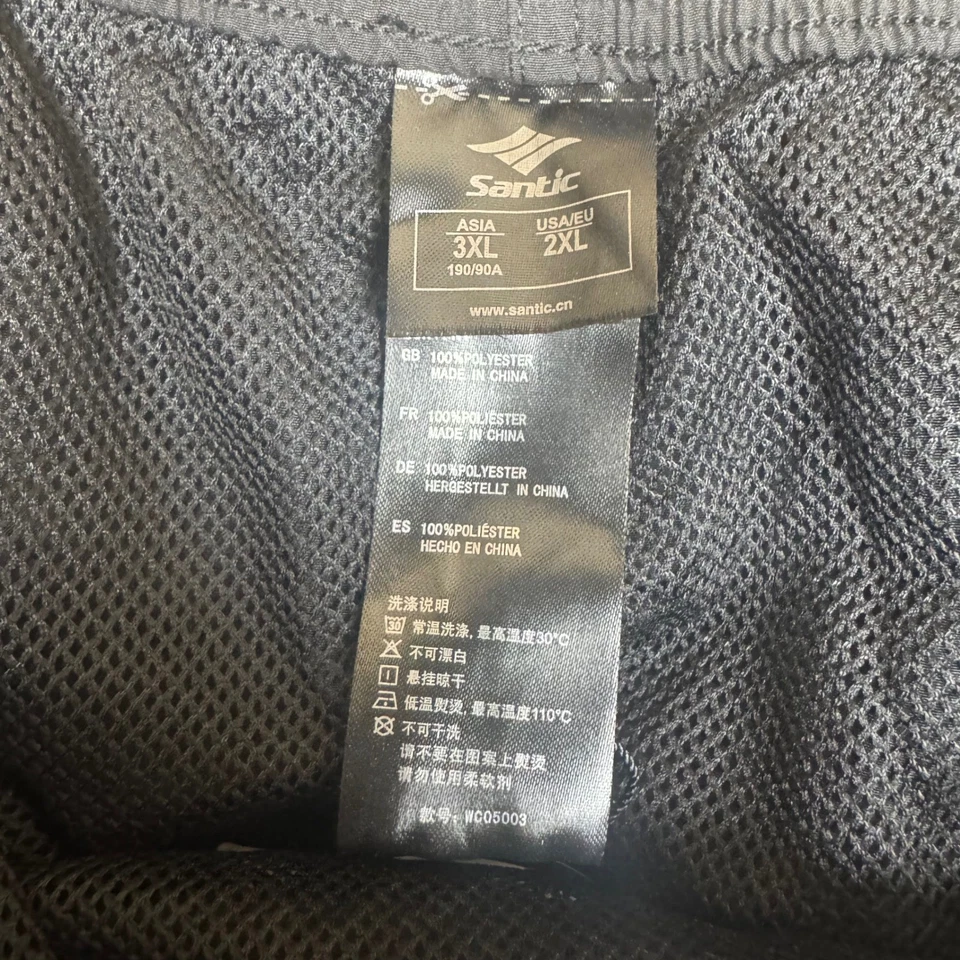 Santic
ASIA USA/EU
3XL 2XL
190/90A
www.santic.cn
GB 100%POLYESTER
MADE IN CHINA
FR 100%POLIESTER
MADE IN CHINA
DE 100%POLYESTER
HERGESTELLT IN CHINA
ES 100%POLIÉSTER
HECHO EN CHINA
洗涤说明
30 常温洗涤,最高温度30°C
不可漂白
悬挂晾干
低温熨烫,最高温度110°C
不可干洗
请不要在图案上熨烫
请勿使用柔软剂
款号: WC05003